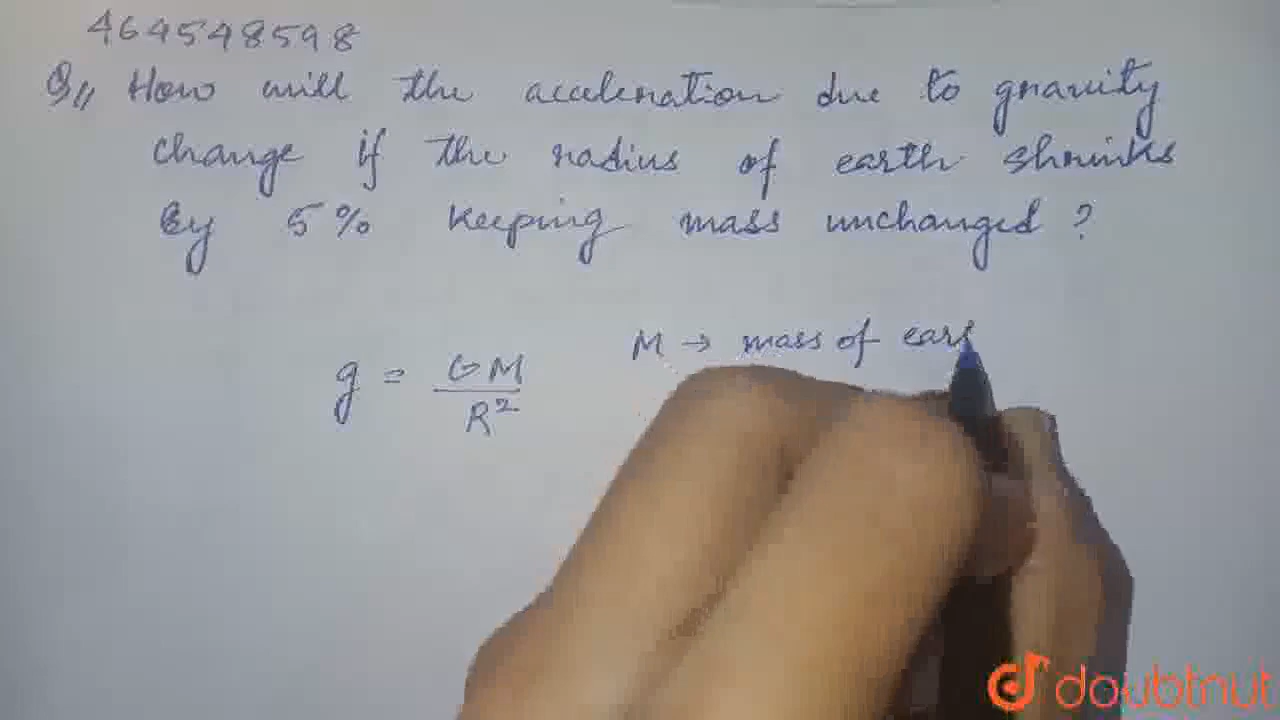 464548598
Q,, How will the acceleration due to gravity
change if the radius of earth shrinks
by 5% keeping mass unchanged ?
M → mass of eart
g = GM
R²
doubtnut